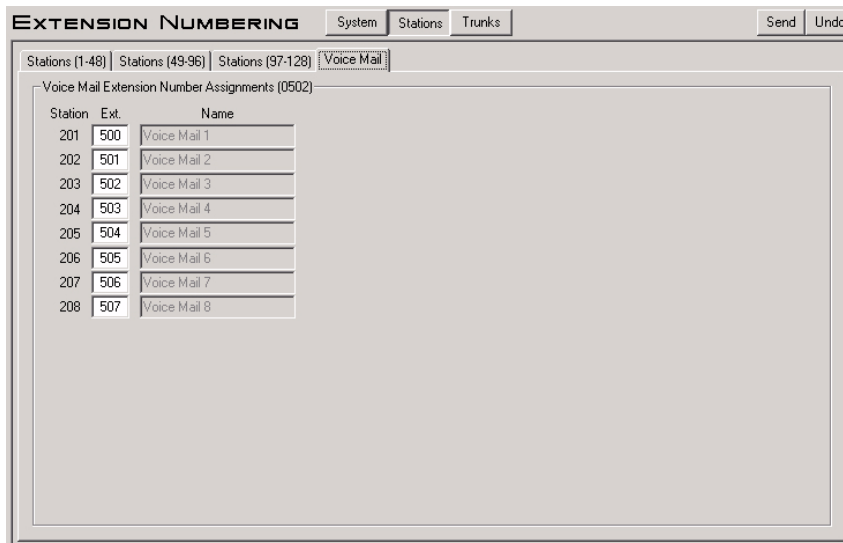 EXTENSION NUMBERING System Stations Trunks Send Undo
Stations (1-48) Stations (49-96) Stations (97-128) Voice Mail
Voice Mail Extension Number Assignments (0502)
Station Ext. Name
201 500 Voice Mail 1
202 501 Voice Mail 2
203 502 Voice Mail 3
204 503 Voice Mail 4
205 504 Voice Mail 5
206 505 Voice Mail 6
207 506 Voice Mail 7
208 507 Voice Mail 8